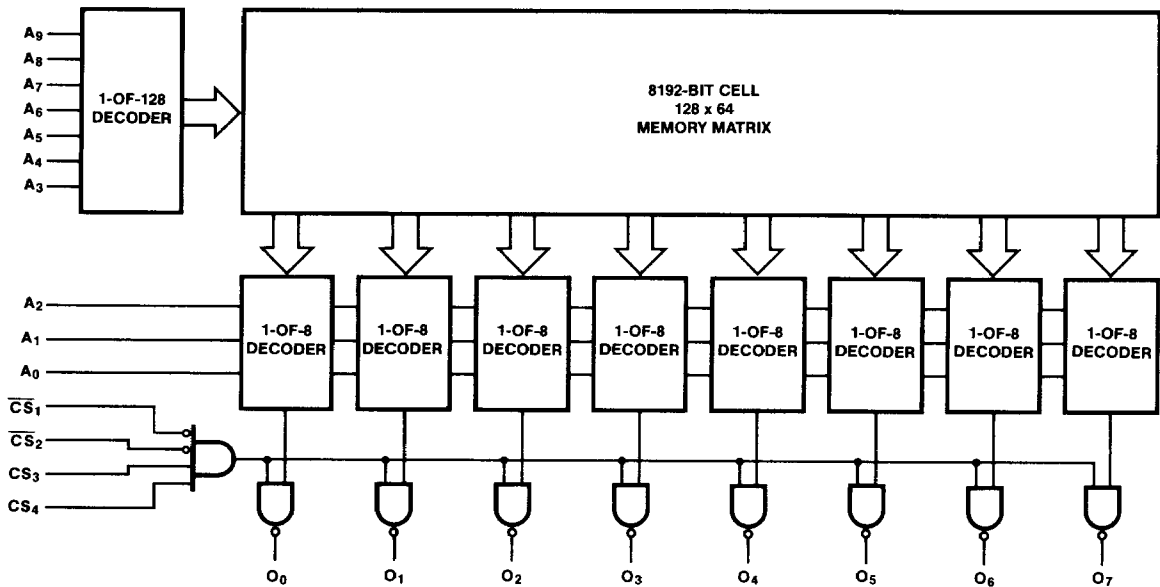 A9
A8
A7
A6
A5
A4
A3
1-OF-128
DECODER
8192-BIT CELL
128 x 64
MEMORY MATRIX
A2
A1
A0
1-OF-8
DECODER
1-OF-8
DECODER
1-OF-8
DECODER
1-OF-8
DECODER
1-OF-8
DECODER
1-OF-8
DECODER
1-OF-8
DECODER
1-OF-8
DECODER
C̅S̅1
C̅S̅2
CS3
CS4
O0
O1
O2
O3
O4
O5
O6
O7